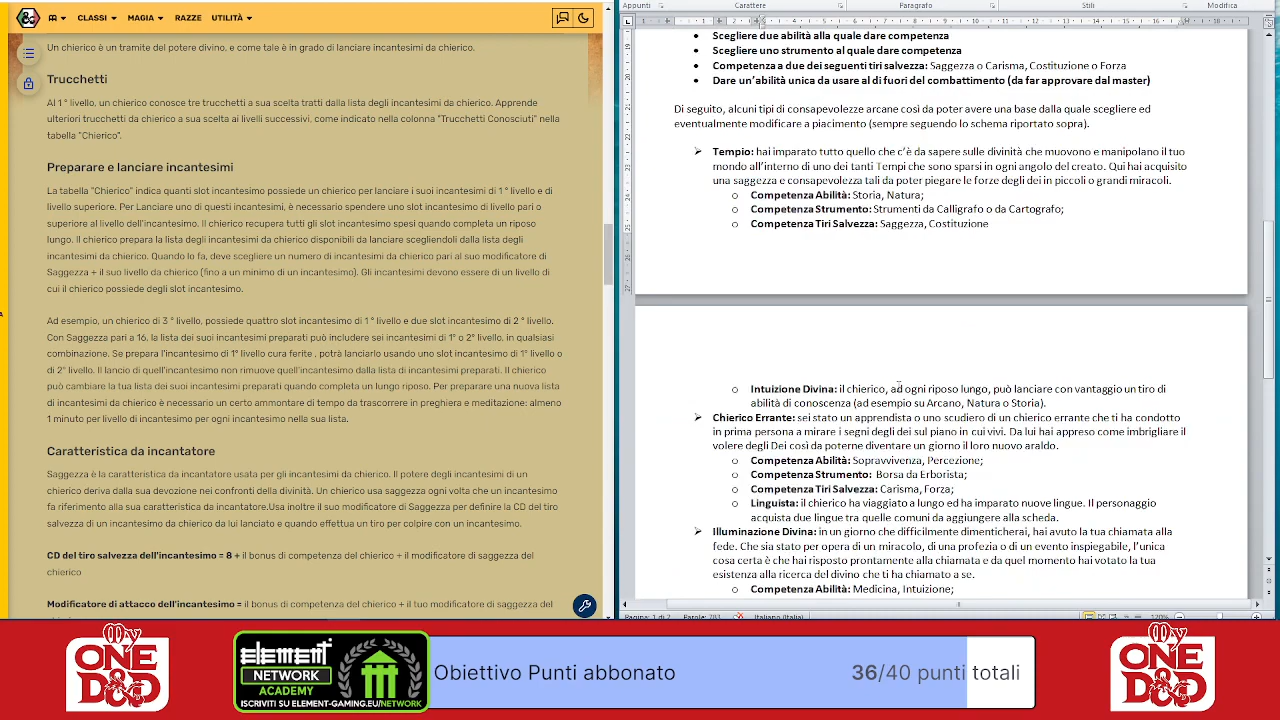 CLASSI MAGIA RAZZE UTILITÀ
Un chierico è un tramite del potere divino, e come tale è in grado di lanciare incantesimi da chierico.
Trucchetti
Al 1 ° livello, un chierico conosce tre trucchetti a sua scelta tratti dalla lista degli incantesimi da chierico. Apprende
ulteriori trucchetti da chierico a sua scelta ai livelli successivi, come indicato nella colonna "Trucchetti Conosciuti" nella
tabella "Chierico".
Preparare e lanciare incantesimi
La tabella "Chierico" indica quanti slot incantesimo possiede un chierico per lanciare i suoi incantesimi di 1 ° livello e di
livello superiore. Per Lanciare uno di questi incantesimi, è necessario spendere uno slot incantesimo di livello pari o
superiore al livello dell'incantesimo. Il chierico recupera tutti gli slot incantesimo spesi quando completa un riposo
lungo. Il chierico prepara la lista degli incantesimi da chierico disponibili da lanciare scegliendoli dalla lista degli
incantesimi da chierico. Quando lo fa, deve scegliere un numero di incantesimi da chierico pari al suo modificatore di
Saggezza + il suo livello da chierico (fino a un minimo di un incantesimo). Gli incantesimi devono essere di un livello di
cui il chierico possiede degli slot incantesimo.
Ad esempio, un chierico di 3 ° livello, possiede quattro slot incantesimo di 1 ° livello e due slot incantesimo di 2 ° livello.
Con Saggezza pari a 16, la lista dei suoi incantesimi preparati può includere sei incantesimi di 1° o 2° livello, in qualsiasi
combinazione. Se prepara l'incantesimo di 1° livello cura ferite , potrà lanciarlo usando uno slot incantesimo di 1° livello o
di 2° livello. Il lancio di quell'incantesimo non rimuove quell'incantesimo dalla lista di incantesimi preparati. Il chierico
può cambiare la tua lista dei suoi incantesimi preparati quando completa un lungo riposo. Per preparare una nuova lista
di incantesimi da chierico è necessario un certo ammontare di tempo da trascorrere in preghiera e meditazione: almeno
1 minuto per livello di incantesimo per ogni incantesimo nella sua lista.
Caratteristica da incantatore
Saggezza è la caratteristica da incantatore usata per gli incantesimi da chierico. Il potere degli incantesimi di un
chierico deriva dalla sua devozione nei confronti della divinità. Un chierico usa saggezza ogni volta che un incantesimo
fa riferimento alla sua caratteristica da incantatore.Usa inoltre il suo modificatore di Saggezza per definire la CD del tiro
salvezza di un incantesimo da chierico da lui lanciato e quando effettua un tiro per colpire con un incantesimo.
CD del tiro salvezza dell'incantesimo = 8 + il bonus di competenza del chierico + il modificatore di saggezza del
chierico
Modificatore di attacco dell'incantesimo = il bonus di competenza del chierico + il tuo modificatore di saggezza del
Appunti Carattere Paragrafo Stili Modifica
• Scegliere due abilità alla quale dare competenza
• Scegliere uno strumento al quale dare competenza
• Competenza a due dei seguenti tiri salvezza: Saggezza o Carisma, Costituzione o Forza
• Dare un'abilità unica da usare al di fuori del combattimento (da far approvare dal master)
Di seguito, alcuni tipi di consapevolezze arcane così da poter avere una base dalla quale scegliere ed
eventualmente modificare a piacimento (sempre seguendo lo schema riportato sopra).
➢ Tempio: hai imparato tutto quello che c'è da sapere sulle divinità che muovono e manipolano il tuo
mondo all'interno di uno dei tanti Tempi che sono sparsi in ogni angolo del creato. Qui hai acquisito
una saggezza e consapevolezza tali da poter piegare le forze degli dei in piccoli o grandi miracoli.
o Competenza Abilità: Storia, Natura;
o Competenza Strumento: Strumenti da Calligrafo o da Cartografo;
o Competenza Tiri Salvezza: Saggezza, Costituzione
o Intuizione Divina: il chierico, ad ogni riposo lungo, può lanciare con vantaggio un tiro di
abilità di conoscenza (ad esempio su Arcano, Natura o Storia).
➢ Chierico Errante: sei stato un apprendista o uno scudiero di un chierico errante che ti ha condotto
in prima persona a mirare i segni degli dei sul piano in cui vivi. Da lui hai appreso come imbrigliare il
volere degli Dei così da poterne diventare un giorno il loro nuovo araldo.
o Competenza Abilità: Sopravvivenza, Percezione;
o Competenza Strumento: Borsa da Erborista;
o Competenza Tiri Salvezza: Carisma, Forza;
o Linguista: il chierico ha viaggiato a lungo ed ha imparato nuove lingue. Il personaggio
acquista due lingue tra quelle comuni da aggiungere alla scheda.
➢ Illuminazione Divina: in un giorno che difficilmente dimenticherai, hai avuto la tua chiamata alla
fede. Che sia stato per opera di un miracolo, di una profezia o di un evento inspiegabile, l'unica
cosa certa è che hai risposto prontamente alla chiamata e da quel momento hai votato la tua
esistenza alla ricerca del divino che ti ha chiamato a se.
o Competenza Abilità: Medicina, Intuizione;
Pagina: 1 di 2 Parole: 783 Italiano (Italia) 120%
My ONE D&D
element NETWORK ACADEMY
ISCRIVITI SU ELEMENT-GAMING.EU/NETWORK
Obiettivo Punti abbonato 36/40 punti totali
My ONE D&D